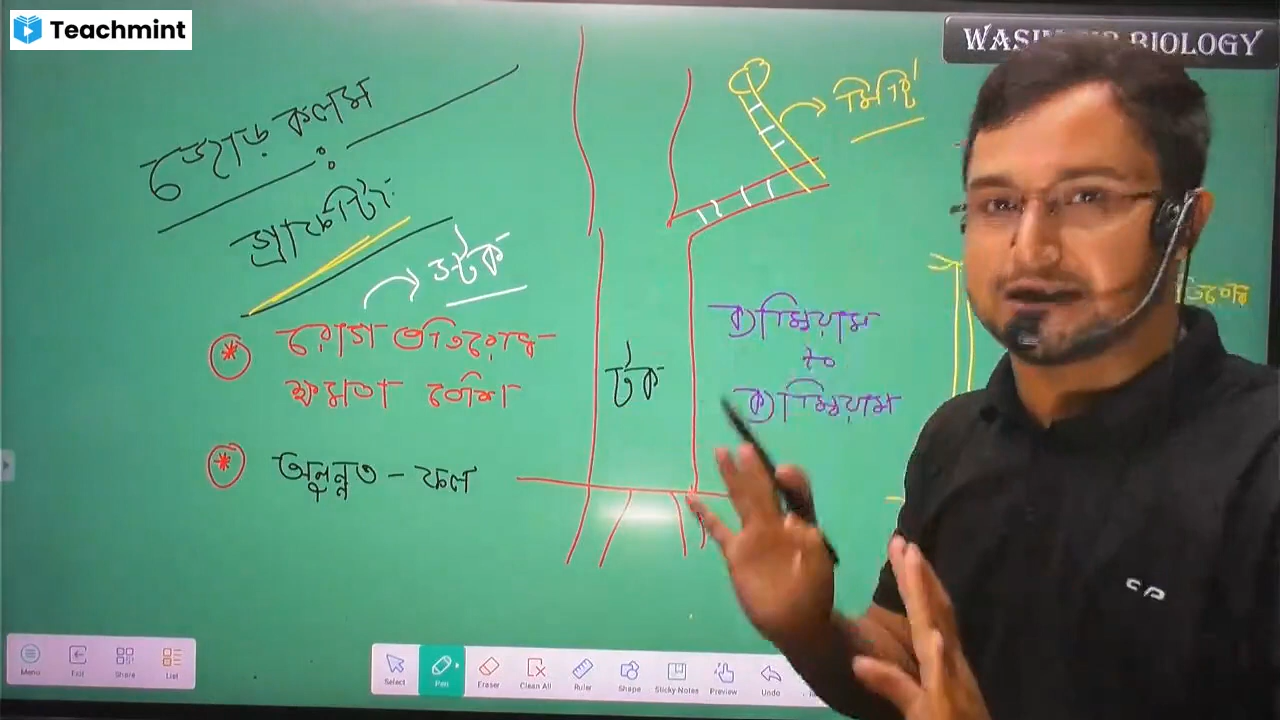 Teachmint
WASIM
BIOLOGY
জোড় কলম :
গ্রাফটিং
স্টক
রোগ প্রতিরোধ
ক্ষমতা বেশি
অনুন্নত - ফল
টক
মিষ্টি
ক্যাম্বিয়াম
to
ক্যাম্বিয়াম
Menu
Exit
Share
List
Select
Pen
Eraser
Clean All
Ruler
Shape
Sticky Notes
Preview
Undo